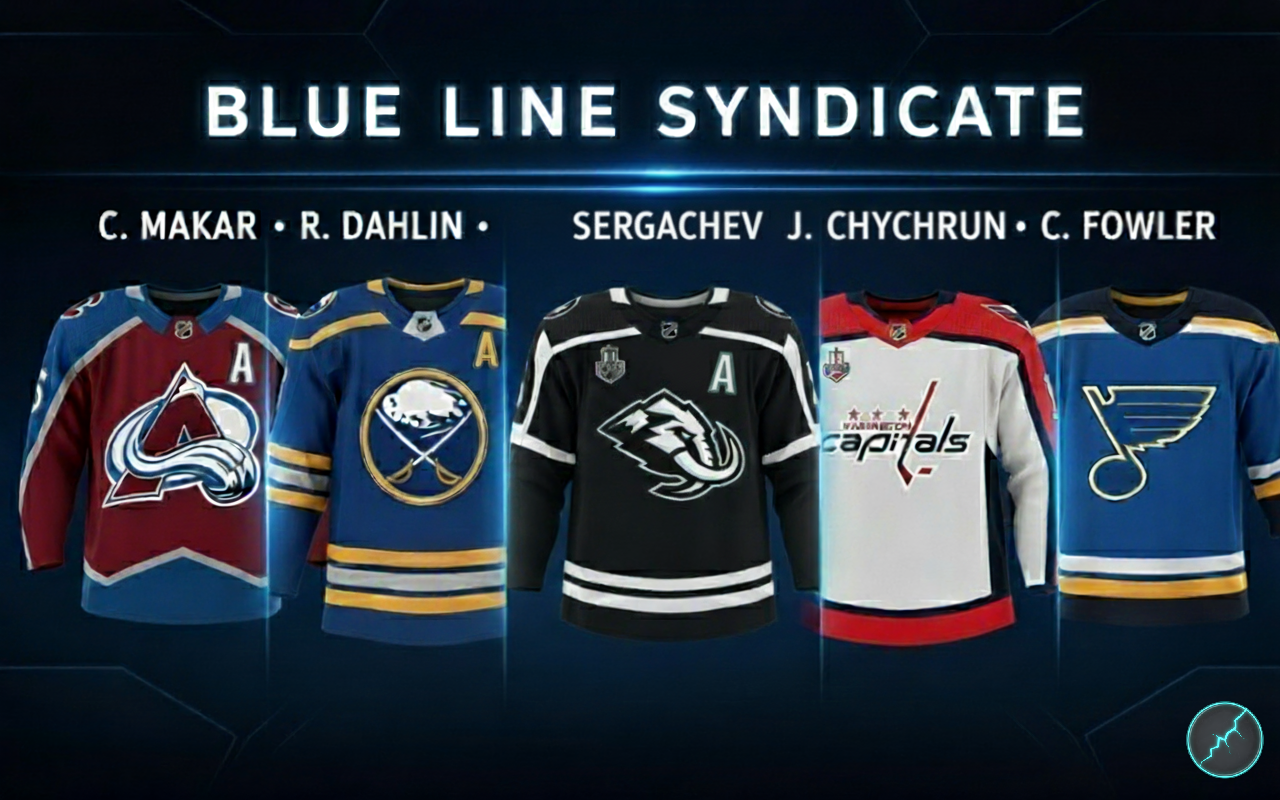 BLUE LINE SYNDICATE
C. MAKAR • R. DAHLIN • SERGACHEV J. CHYCHRUN • C. FOWLER
A
A
A
capitals